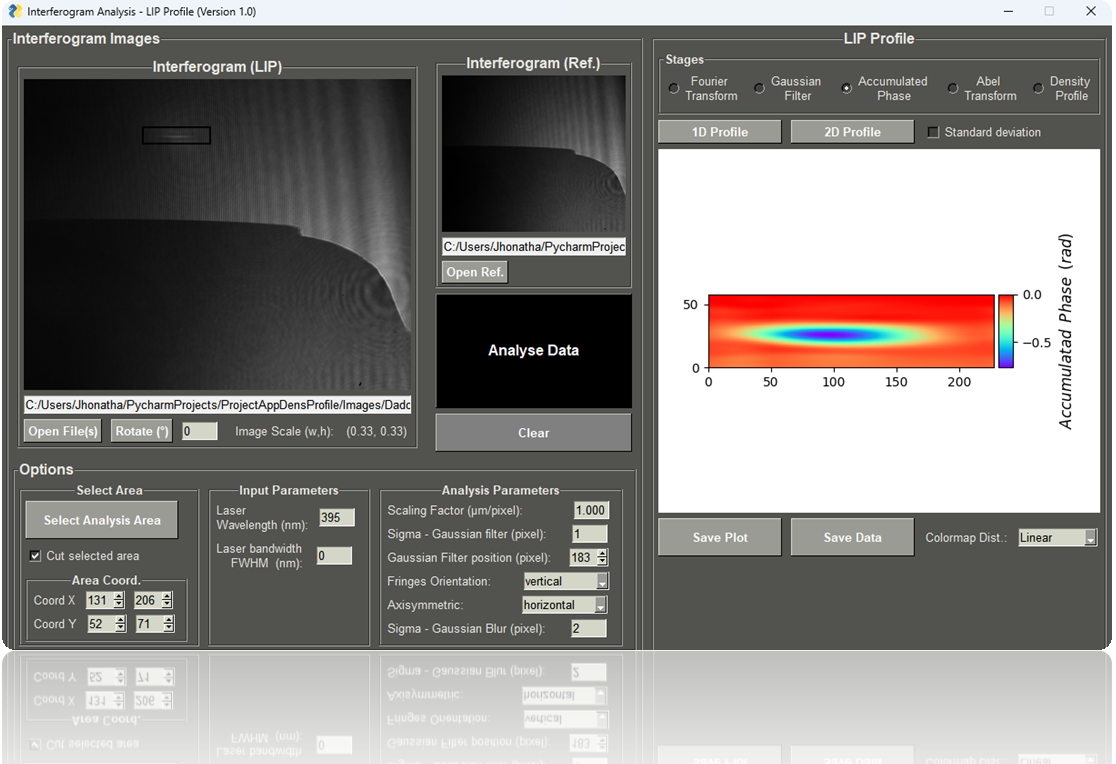 Interferogram Analysis - LIP Profile (Version 1.0)
Interferogram Images
Interferogram (LIP)
C:/Users/Jhonatha/PycharmProjects/ProjectAppDensProfile/Images/Dadc
Open File(s)
Rotate (°)
0
Image Scale (w,h):
(0.33, 0.33)
Interferogram (Ref.)
C:/Users/Jhonatha/PycharmProjec
Open Ref.
Analyse Data
Clear
Options
Select Area
Select Analysis Area
Cut selected area
Area Coord.
Coord X 131 206
Coord Y 52 71
Input Parameters
Laser
Wavelength (nm): 395
Laser bandwidth
FWHM (nm): 0
Analysis Parameters
Scaling Factor (µm/pixel): 1.000
Sigma - Gaussian filter (pixel): 1
Gaussian Filter position (pixel): 183
Fringes Orientation: vertical
Axisymmetric: horizontal
Sigma - Gaussian Blur (pixel): 2
LIP Profile
Stages
Fourier
Transform
Gaussian
Filter
Accumulated
Phase
Abel
Transform
Density
Profile
1D Profile
2D Profile
Standard deviation
50
0
0 50 100 150 200
0.0
−0.5
Accumulatad Phase (rad)
Save Plot
Save Data
Colormap Dist.: Linear